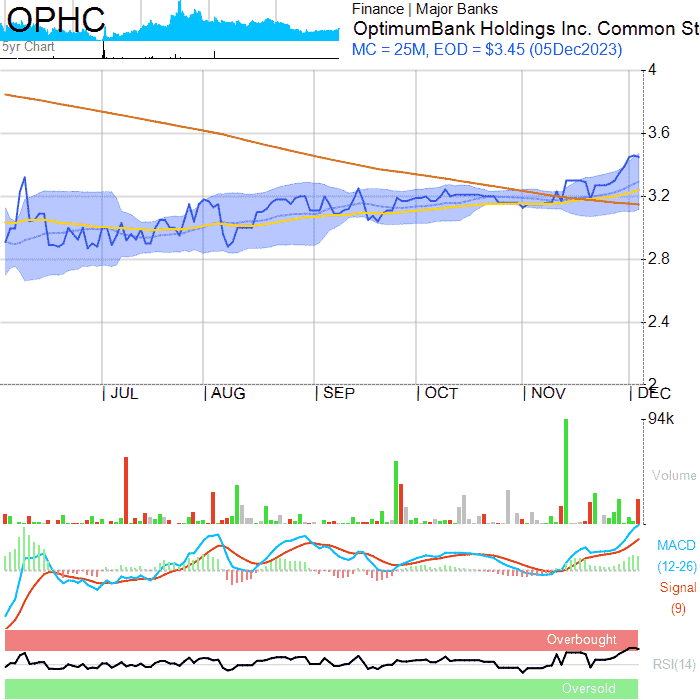 OPHC
5yr Chart
Finance | Major Banks
OptimumBank Holdings Inc. Common St
MC = 25M, EOD = $3.45 (05Dec2023)
4
3.6
3.2
2.8
2.4
2
| JUL | AUG | SEP | OCT | NOV | DEC
94k
Volume
MACD
(12-26)
Signal
(9)
Overbought
RSI(14)
Oversold